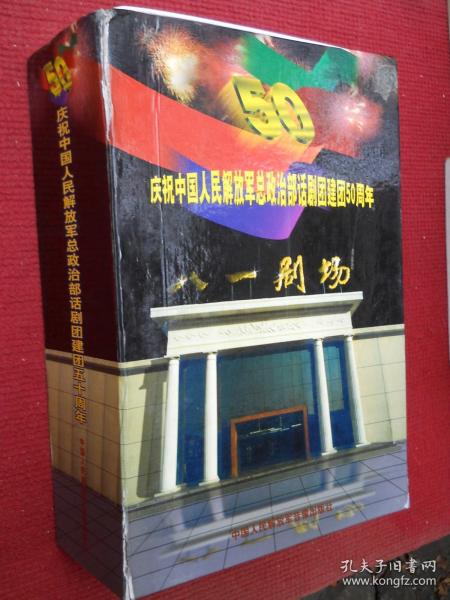 50
庆祝中国人民解放军总政治部话剧团建团五十周年
50
庆祝中国人民解放军总政治部话剧团建团50周年
八一剧场
孔夫子旧书网
www.kongfz.com